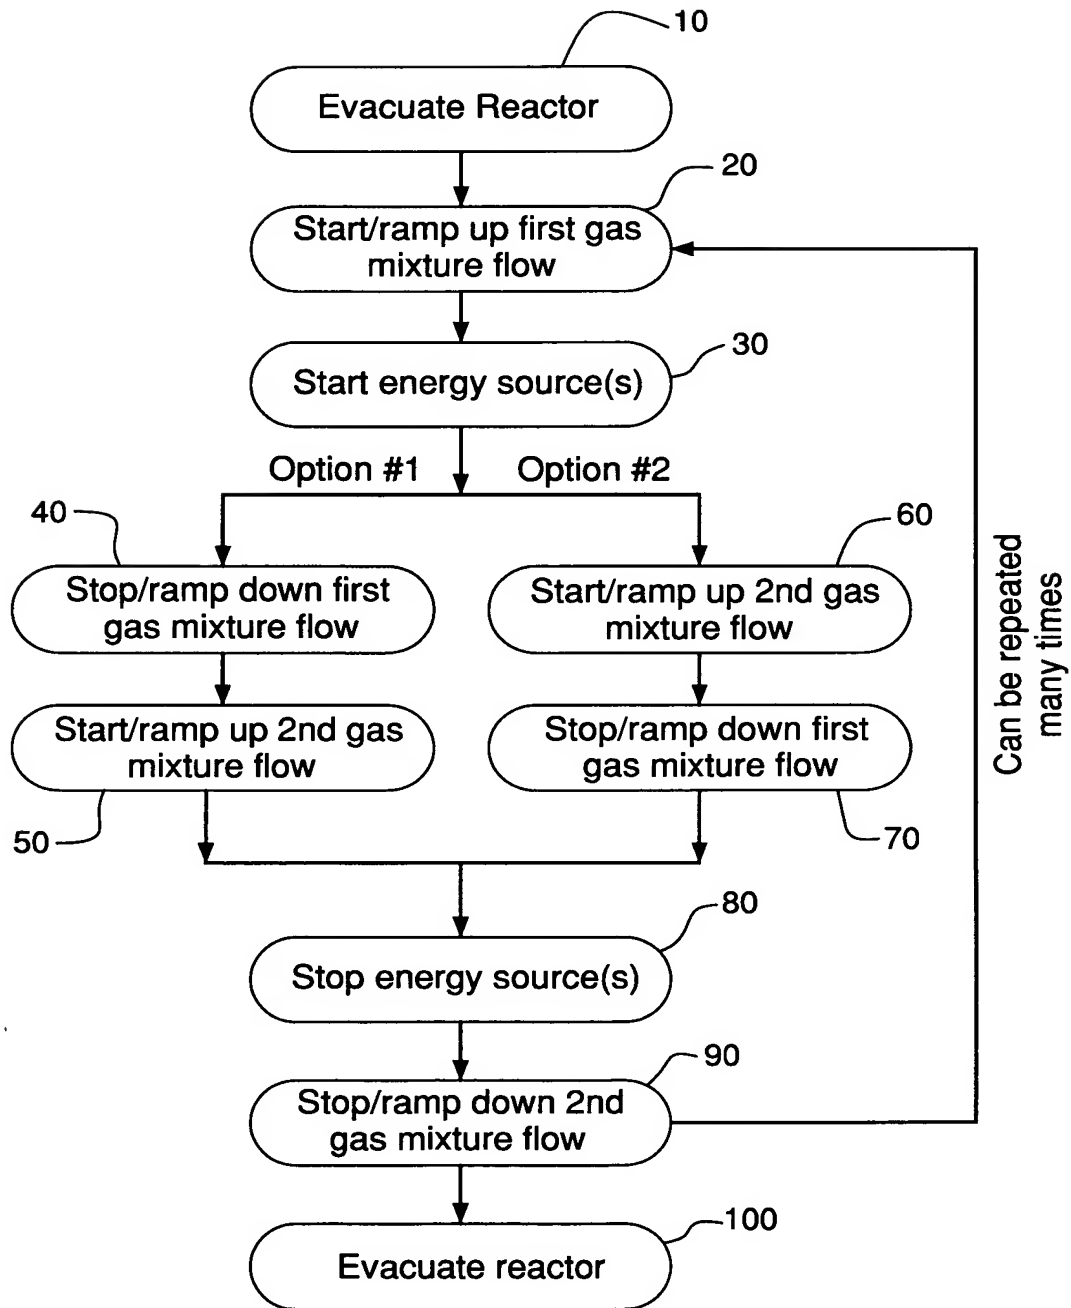 10
Evacuate Reactor
20
Start/ramp up first gas
mixture flow
30
Start energy source(s)
Option #1
Option #2
40
Stop/ramp down first
gas mixture flow
60
Start/ramp up 2nd gas
mixture flow
Start/ramp up 2nd gas
mixture flow
50
Stop/ramp down first
gas mixture flow
70
Can be repeated
many times
80
Stop energy source(s)
90
Stop/ramp down 2nd
gas mixture flow
100
Evacuate reactor